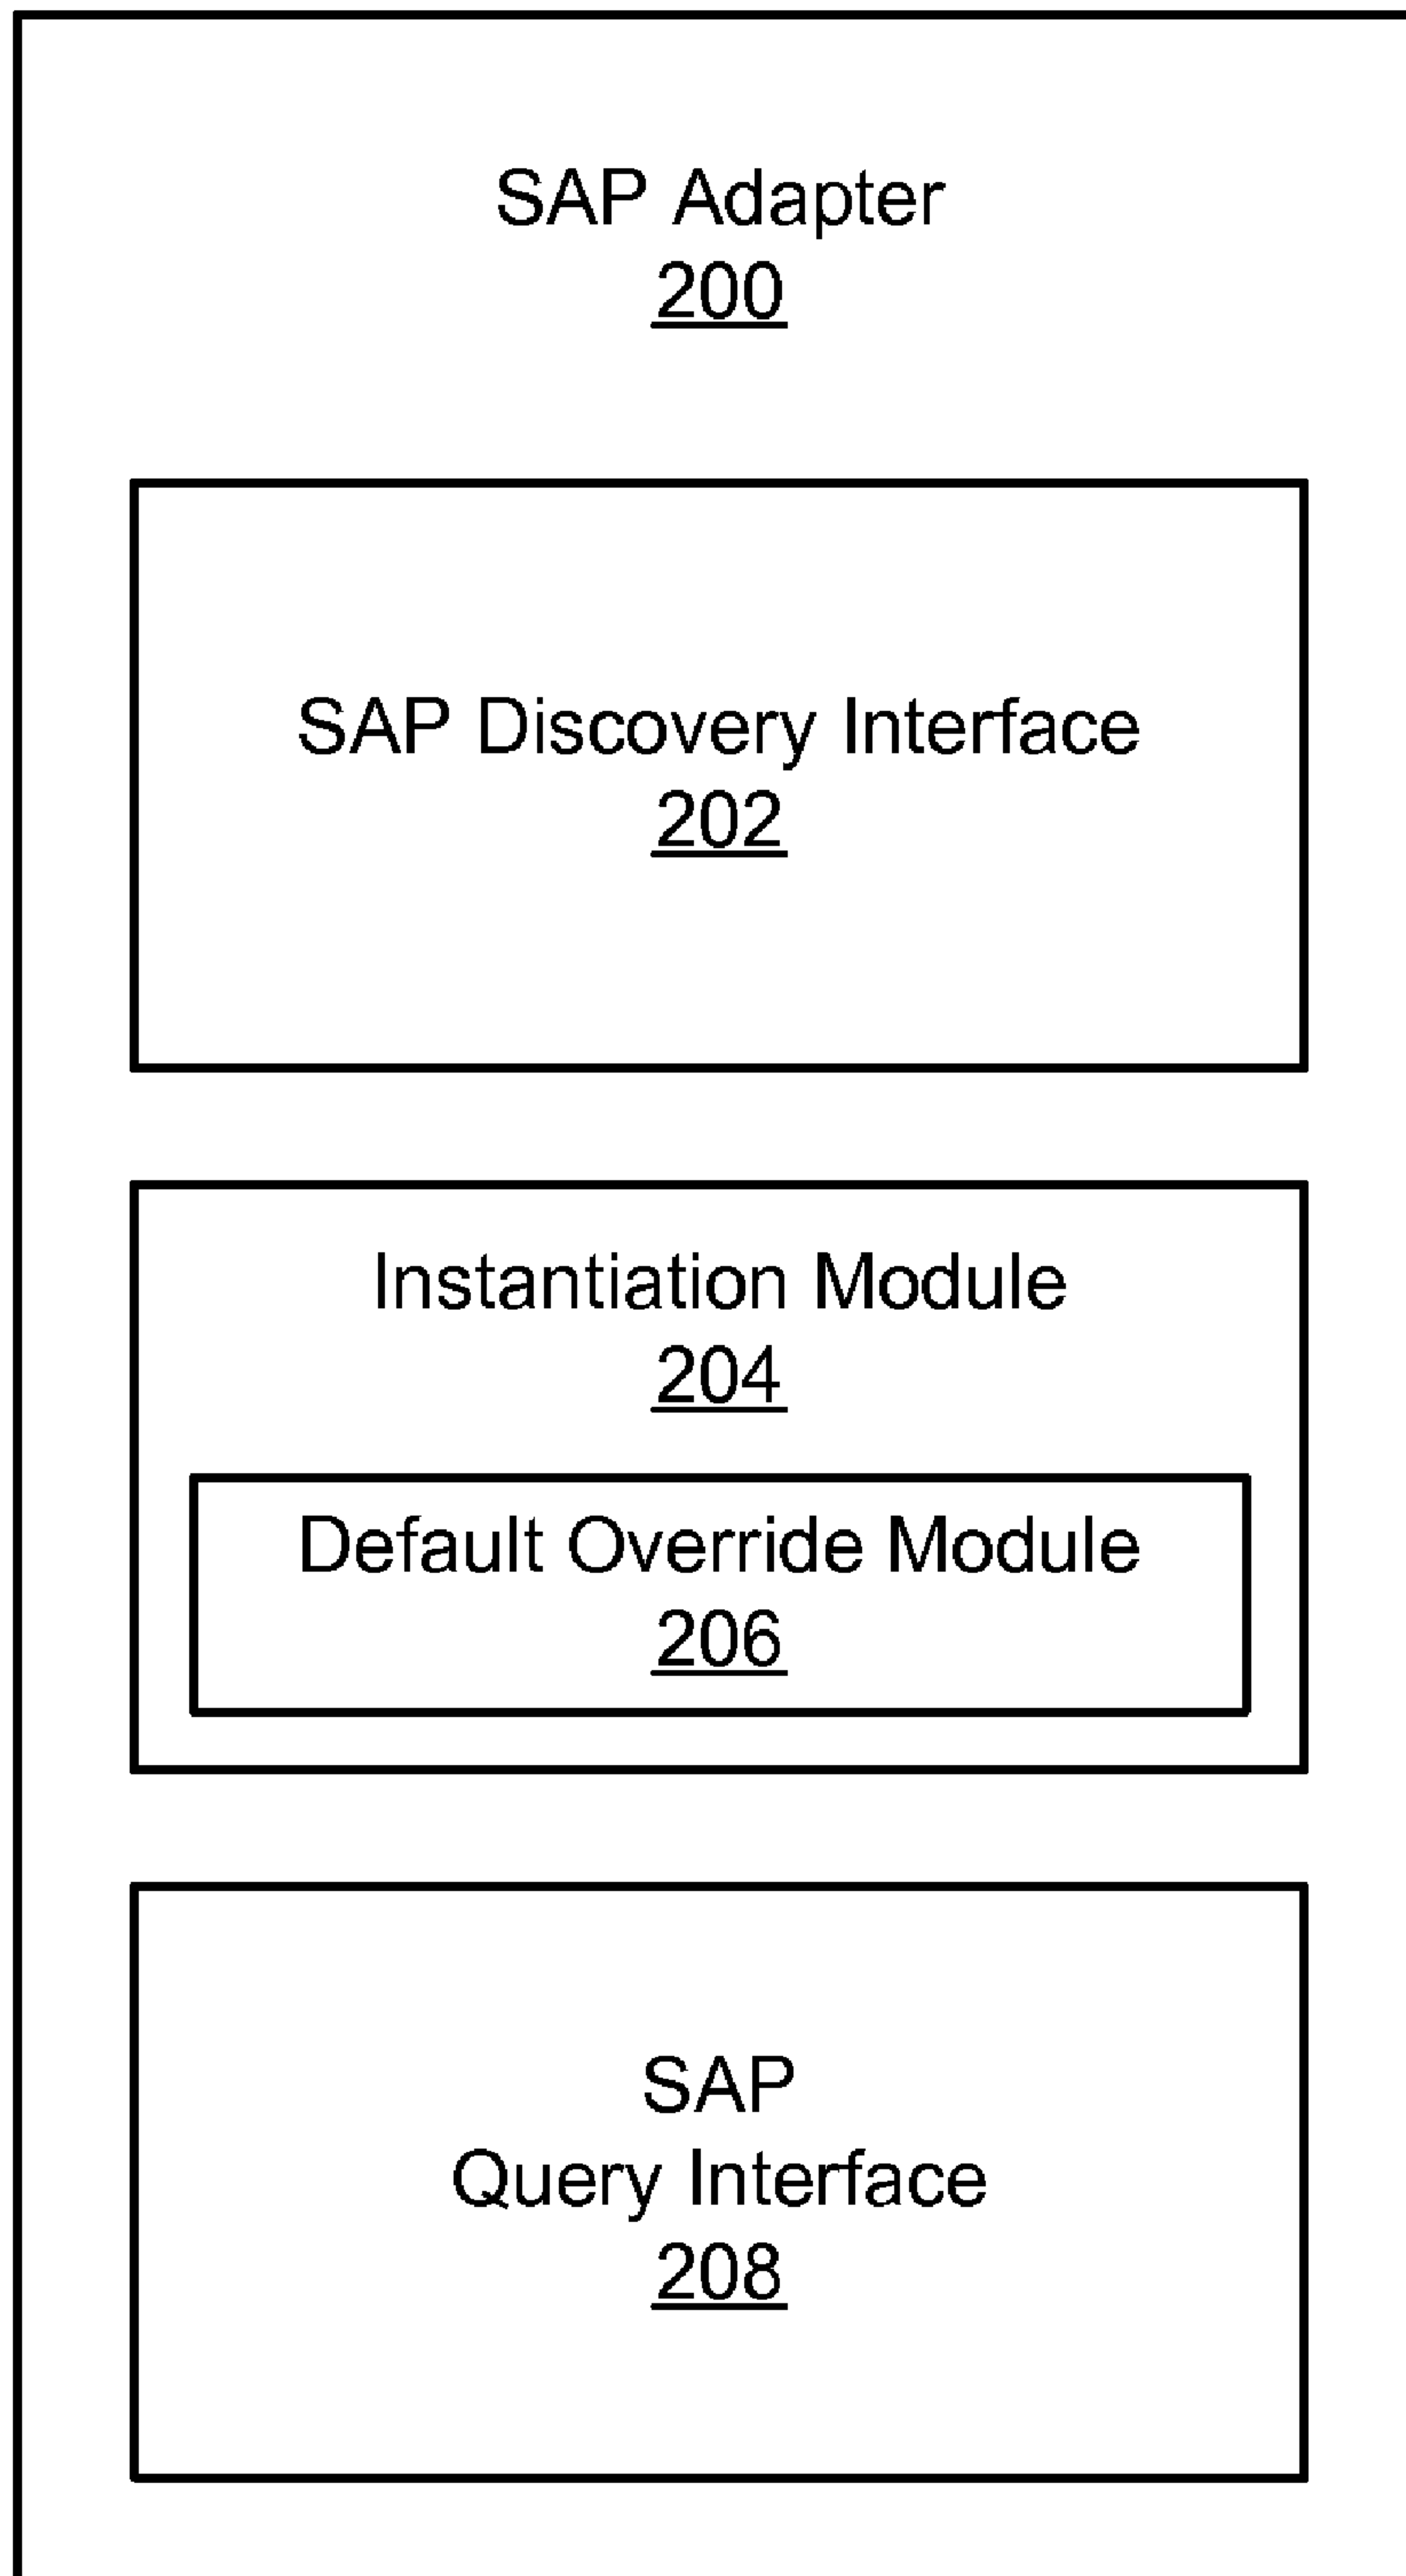 SAP Adapter
200
SAP Discovery Interface
202
Instantiation Module
204
Default Override Module
206
SAP
Query Interface
208